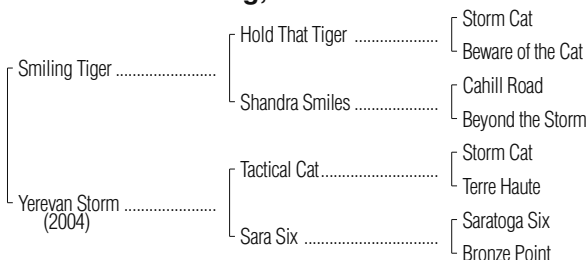 Storm Cat
Hold That Tiger ..................
Beware of the Cat
Smiling Tiger ......................
Cahill Road
Shandra Smiles ..................
Beyond the Storm
Storm Cat
Tactical Cat.........................
Terre Haute
Yerevan Storm ....................
(2004)
Saratoga Six
Sara Six .............................
Bronze Point